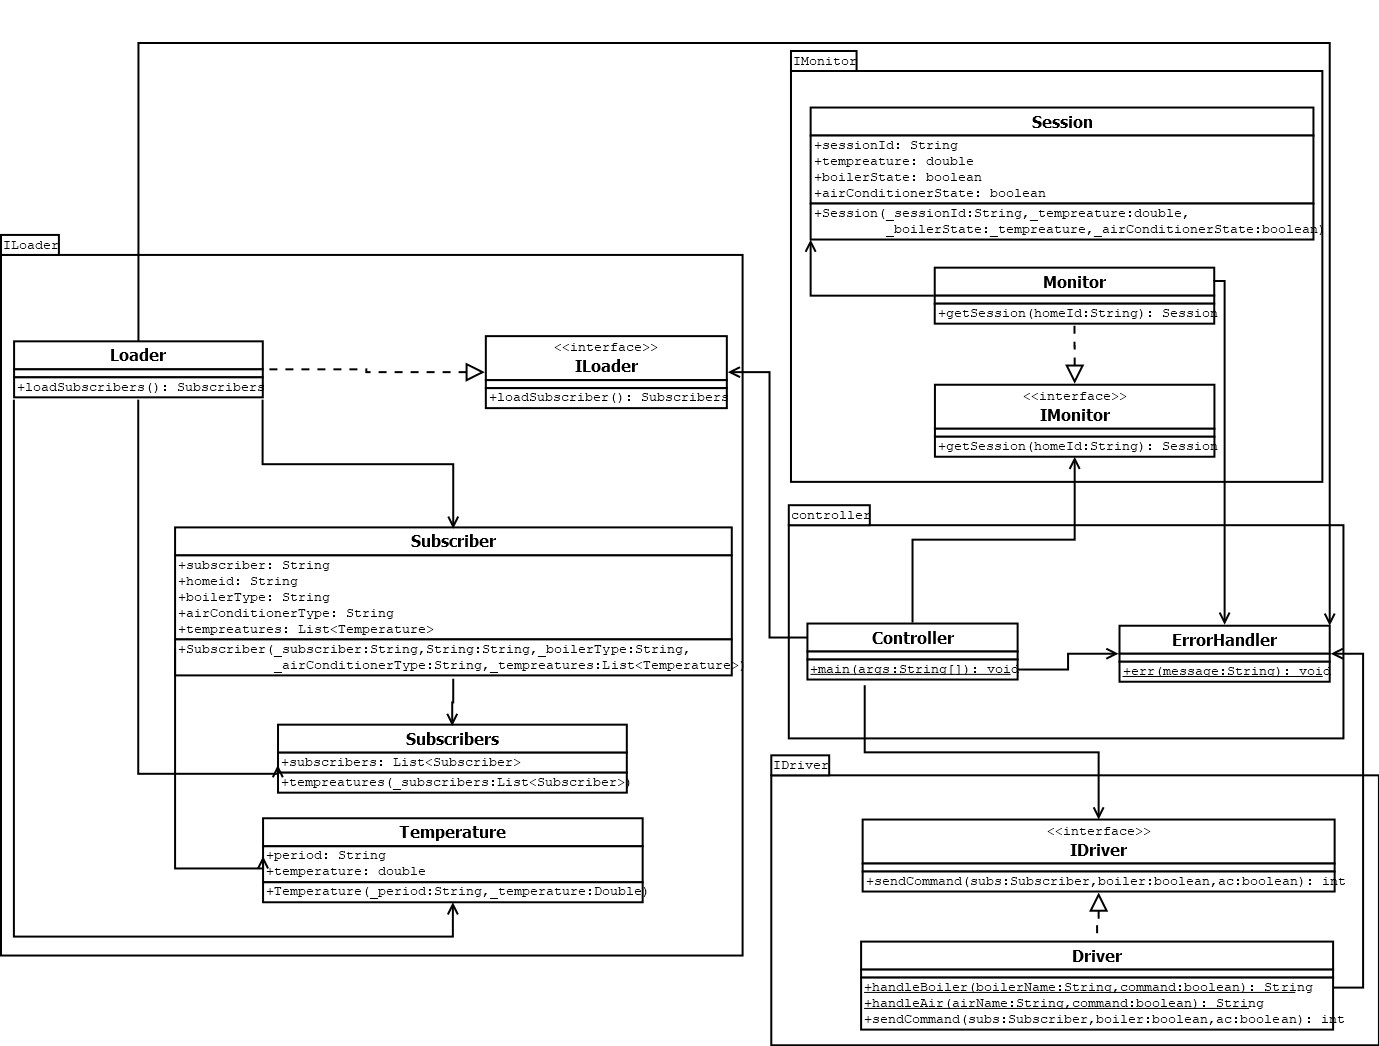 IMonitor
Session
+sessionId: String
+tempreature: double
+boilerState: boolean
+airConditionerState: boolean
+Session(_sessionId:String,_tempreature:double,
_boilerState:_tempreature,_airConditionerState:boolean)
Monitor
+getSession(homeId:String): Session
<<interface>>
IMonitor
+getSession(homeId:String): Session
ILoader
Loader
+loadSubscribers(): Subscribers
<<interface>>
ILoader
+loadSubscriber(): Subscribers
Subscriber
+subscriber: String
+homeid: String
+boilerType: String
+airConditionerType: String
+tempreatures: List<Temperature>
+Subscriber(_subscriber:String,String:String,_boilerType:String,
_airConditionerType:String,_tempreatures:List<Temperature>)
Subscribers
+subscribers: List<Subscriber>
+tempreatures(_subscribers:List<Subscriber>)
Temperature
+period: String
+temperature: double
+Temperature(_period:String,_temperature:Double)
controller
Controller
+main(args:String[]): void
ErrorHandler
+err(message:String): void
IDriver
<<interface>>
IDriver
+sendCommand(subs:Subscriber,boiler:boolean,ac:boolean): int
Driver
+handleBoiler(boilerName:String,command:boolean): String
+handleAir(airName:String,command:boolean): String
+sendCommand(subs:Subscriber,boiler:boolean,ac:boolean): int